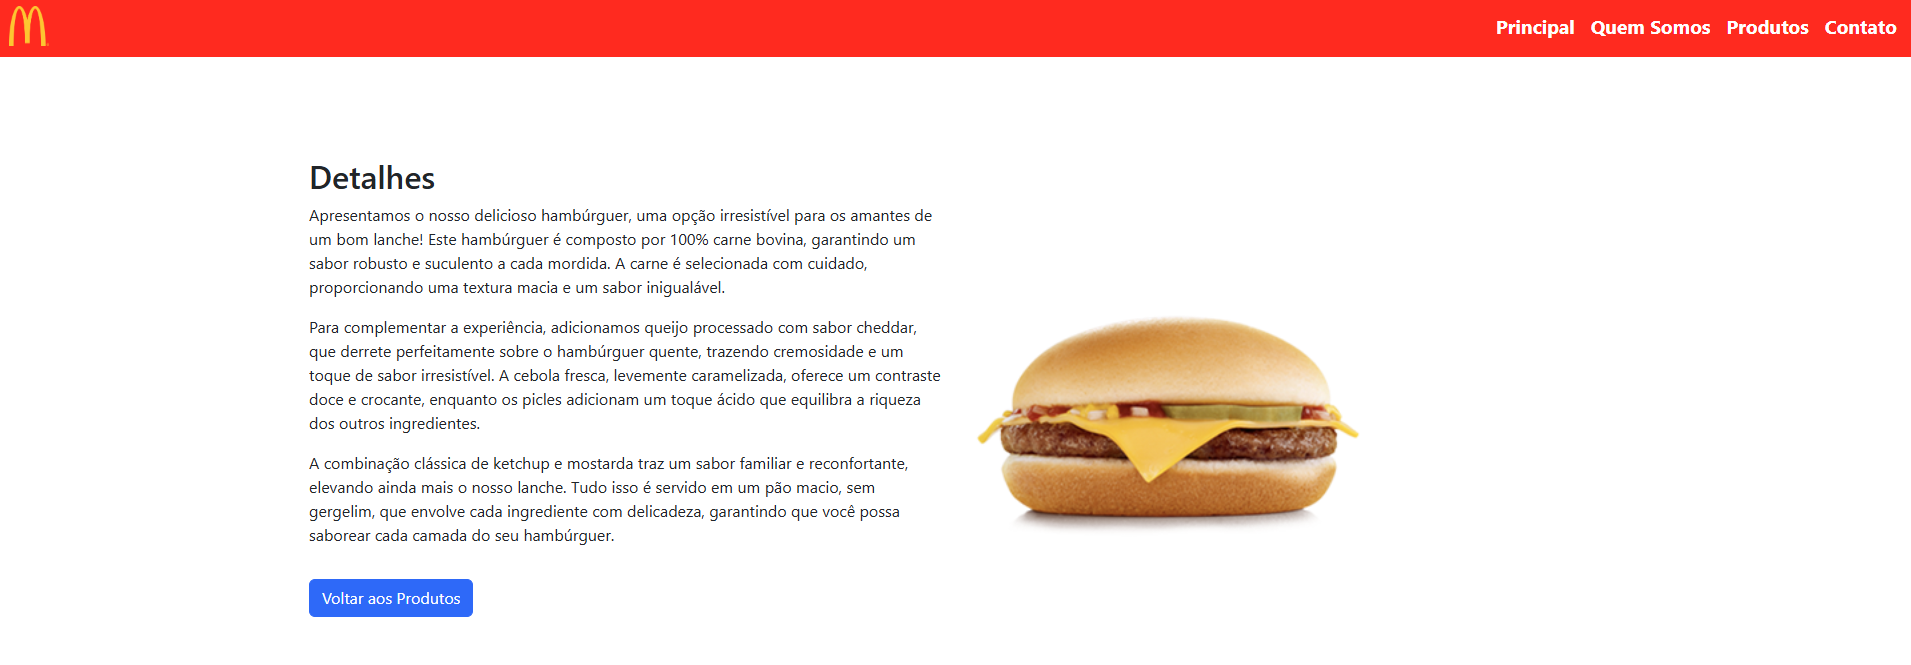 Principal Quem Somos Produtos Contato
Detalhes
Apresentamos o nosso delicioso hambúrguer, uma opção irresistível para os amantes de
um bom lanche! Este hambúrguer é composto por 100% carne bovina, garantindo um
sabor robusto e suculento a cada mordida. A carne é selecionada com cuidado,
proporcionando uma textura macia e um sabor inigualável.
Para complementar a experiência, adicionamos queijo processado com sabor cheddar,
que derrete perfeitamente sobre o hambúrguer quente, trazendo cremosidade e um
toque de sabor irresistível. A cebola fresca, levemente caramelizada, oferece um contraste
doce e crocante, enquanto os picles adicionam um toque ácido que equilibra a riqueza
dos outros ingredientes.
A combinação clássica de ketchup e mostarda traz um sabor familiar e reconfortante,
elevando ainda mais o nosso lanche. Tudo isso é servido em um pão macio, sem
gergelim, que envolve cada ingrediente com delicadeza, garantindo que você possa
saborear cada camada do seu hambúrguer.
Voltar aos Produtos